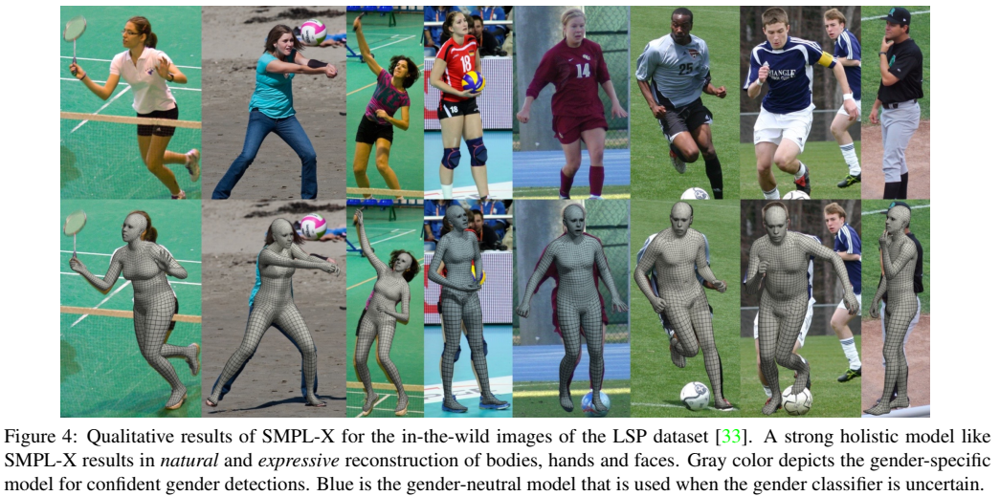 18
18
14
25
RIANGLE
Figure 4: Qualitative results of SMPL-X for the in-the-wild images of the LSP dataset [33]. A strong holistic model like
SMPL-X results in natural and expressive reconstruction of bodies, hands and faces. Gray color depicts the gender-specific
model for confident gender detections. Blue is the gender-neutral model that is used when the gender classifier is uncertain.